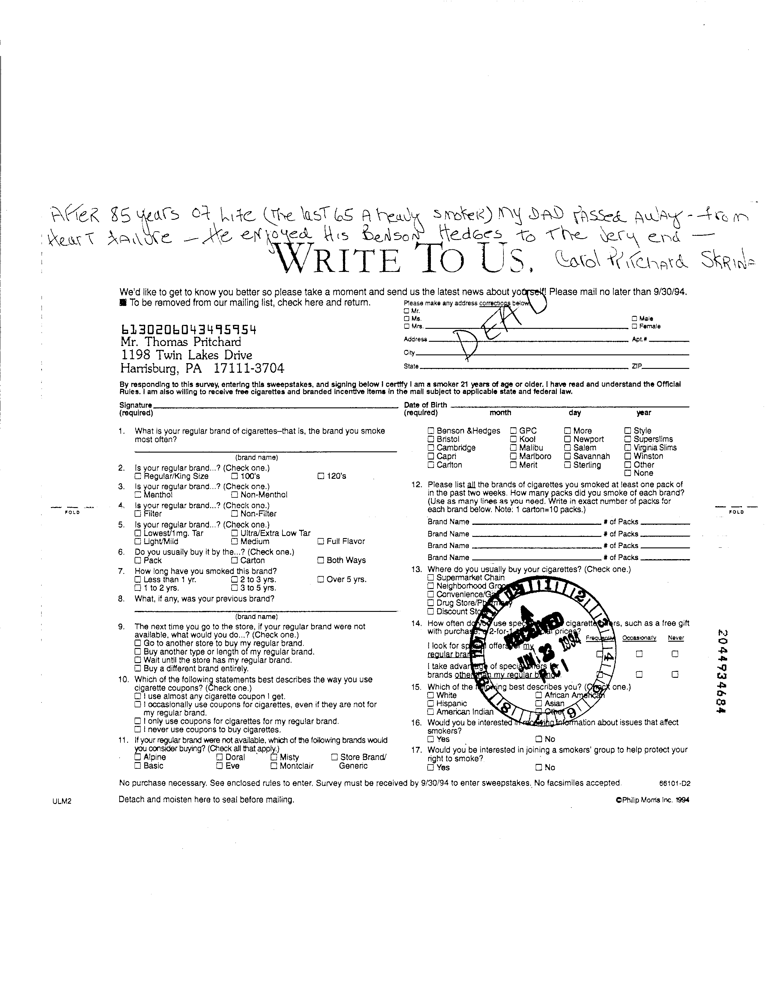 AFTER 85 years of Life (The last 65 A heavy smoker) My DAD PASSED AWAY - - from
Heart Failure — He enjoyed His Benson Hedges to The Very end —
WRITE TO US. Carol Pritchard
We'd like to get to know you better so please take a moment and send us the latest news about yourself! Please mail no later than 9/30/94.
■ To be removed from our mailing list, check here and return.
Please make any address corrections below
☐ Mr.
☐ Ms. ☐ Male
☐ Mrs. ☐ Female
DEAD
Address Apt.#
City
State ZIP
6130206043495954
Mr. Thomas Pritchard
1198 Twin Lakes Drive
Harrisburg, PA 17111-3704
By responding to this survey, entering this sweepstakes, and signing below I certify I am a smoker 21 years of age or older. I have read and understand the Official
Rules. I am also willing to receive free cigarettes and branded incentive items in the mail subject to applicable state and federal law.
Signature Date of Birth
(required) (required) month day year
1. What is your regular brand of cigarettes–that is, the brand you smoke
most often?
(brand name)
☐ Benson &Hedges ☐ GPC ☐ More ☐ Style
☐ Bristol ☐ Kool ☐ Newport ☐ Superslims
☐ Cambridge ☐ Malibu ☐ Salem ☐ Virginia Slims
☐ Capri ☐ Marlboro ☐ Savannah ☐ Winston
☐ Carlton ☐ Merit ☐ Sterling ☐ Other
☐ None
2. Is your regular brand...? (Check one.)
☐ Regular/King Size ☐ 100's ☐ 120's
3. Is your regular brand...? (Check one.)
☐ Menthol ☐ Non-Menthol
4. Is your regular brand...? (Check one.)
☐ Filter ☐ Non-Filter
5. Is your regular brand...? (Check one.)
☐ Lowest/1mg. Tar ☐ Ultra/Extra Low Tar
☐ Light/Mild ☐ Medium ☐ Full Flavor
6. Do you usually buy it by the...? (Check one.)
☐ Pack ☐ Carton ☐ Both Ways
7. How long have you smoked this brand?
☐ Less than 1 yr. ☐ 2 to 3 yrs. ☐ Over 5 yrs.
☐ 1 to 2 yrs. ☐ 3 to 5 yrs.
8. What, if any, was your previous brand?
(brand name)
9. The next time you go to the store, if your regular brand were not
available, what would you do...? (Check one.)
☐ Go to another store to buy my regular brand.
☐ Buy another type or length of my regular brand.
☐ Wait until the store has my regular brand.
☐ Buy a different brand entirely.
10. Which of the following statements best describes the way you use
cigarette coupons? (Check one.)
☐ I use almost any cigarette coupon I get.
☐ I occasionally use coupons for cigarettes, even if they are not for
my regular brand.
☐ I only use coupons for cigarettes for my regular brand.
☐ I never use coupons to buy cigarettes.
11. If your regular brand were not available, which of the following brands would
you consider buying? (Check all that apply.)
☐ Alpine ☐ Doral ☐ Misty ☐ Store Brand/
☐ Basic ☐ Eve ☐ Montclair Generic
12. Please list all the brands of cigarettes you smoked at least one pack of
in the past two weeks. How many packs did you smoke of each brand?
(Use as many lines as you need. Write in exact number of packs for
each brand below. Note: 1 carton=10 packs.)
Brand Name # of Packs
Brand Name # of Packs
Brand Name # of Packs
Brand Name # of Packs
13. Where do you usually buy your cigarettes? (Check one.)
☐ Supermarket Chain
☐ Neighborhood Groc
☐ Convenience/G
☐ Drug Store/Pharmacy
☐ Discount Sto
14. How often do you use spec cigarette ers, such as a free gift
with purchas 2-for-1 or price?
Frequently Occasionally Never
I look for special offers my
regular bran ☐ ☐ ☐
I take advantage of special offers for
brands other than my regular brand ☐ ☐
15. Which of the following best describes you? (Check one.)
☐ White ☐ African American
☐ Hispanic ☐ Asian
☐ American Indian ☐ Other
16. Would you be interested in receiving information about issues that affect
smokers?
☐ Yes ☐ No
17. Would you be interested in joining a smokers' group to help protect your
right to smoke?
☐ Yes ☐ No
RECEIVED
JUN 23 1994
P C I
FOLD
FOLD
2044934684
No purchase necessary. See enclosed rules to enter. Survey must be received by 9/30/94 to enter sweepstakes. No facsimiles accepted. 66101-D2
ULM2 Detach and moisten here to seal before mailing. ©Philip Morris Inc. 1994